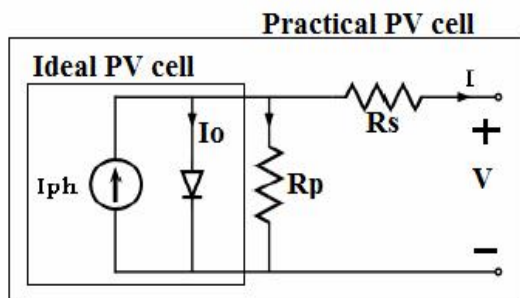 Practical PV cell
Ideal PV cell
I
Io
Rs
+
Iph
Rp
V
−